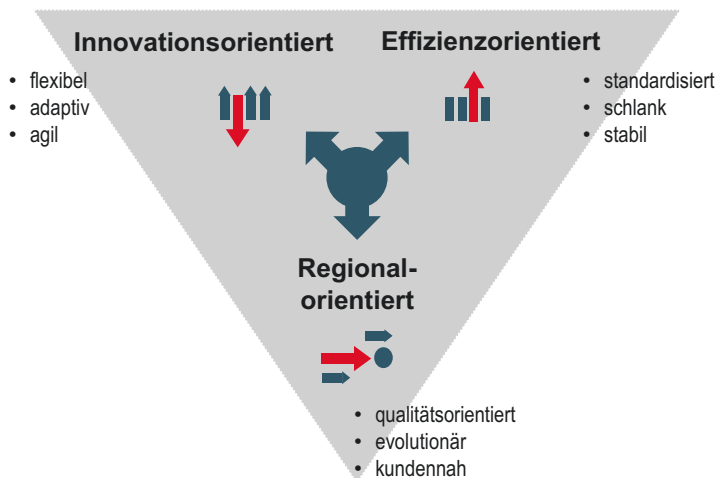 Innovationsorientiert
• flexibel
• adaptiv
• agil
Effizienzorientiert
• standardisiert
• schlank
• stabil
Regional-
orientiert
• qualitätsorientiert
• evolutionär
• kundennah